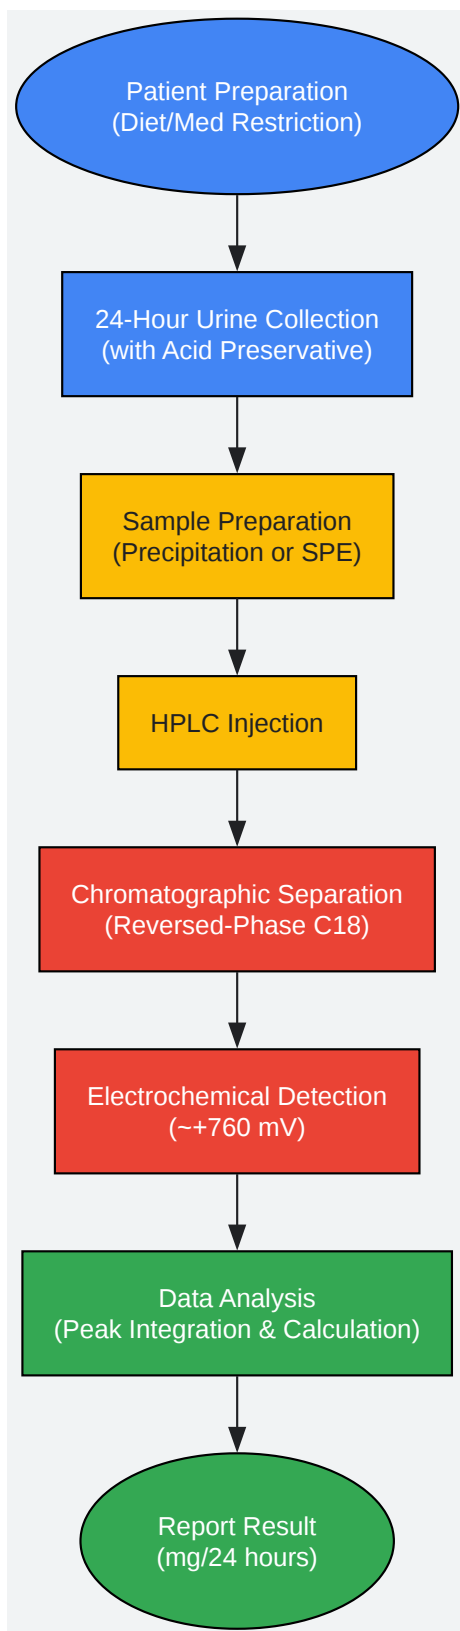 Patient Preparation
(Diet/Med Restriction)
24-Hour Urine Collection
(with Acid Preservative)
Sample Preparation
(Precipitation or SPE)
HPLC Injection
Chromatographic Separation
(Reversed-Phase C18)
Electrochemical Detection
(~+760 mV)
Data Analysis
(Peak Integration & Calculation)
Report Result
(mg/24 hours)